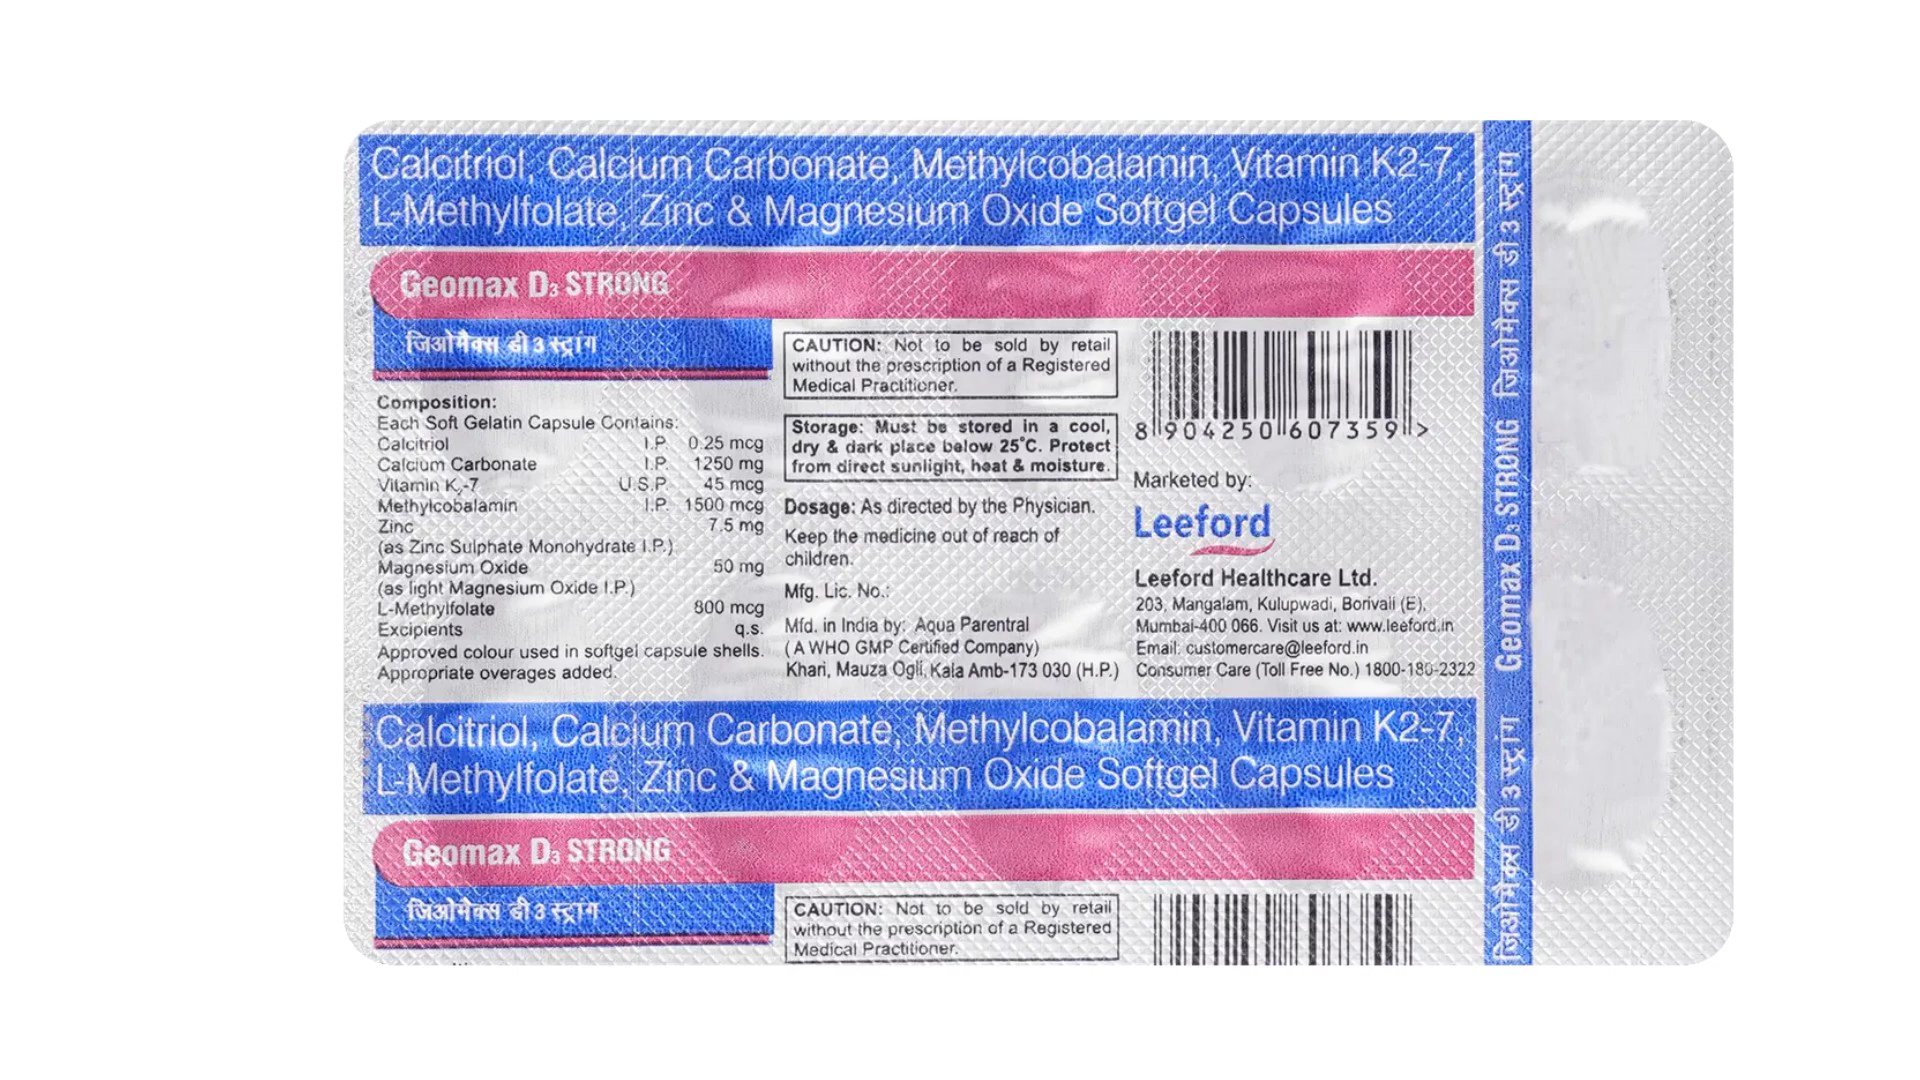 Calcitriol, Calcium Carbonate, Methylcobalamin, Vitamin K2-7,
L-Methylfolate, Zinc & Magnesium Oxide Softgel Capsules
Geomax D₃ STRONG
जिओमैक्स डी 3 स्ट्रांग
Composition:
Each Soft Gelatin Capsule Contains:
Calcitriol I.P. 0.25 mcg
Calcium Carbonate I.P. 1250 mg
Vitamin K₂-7 U.S.P. 45 mcg
Methylcobalamin I.P. 1500 mcg
Zinc 7.5 mg
(as Zinc Sulphate Monohydrate I.P.)
Magnesium Oxide 50 mg
(as light Magnesium Oxide I.P.)
L-Methylfolate 800 mcg
Excipients q.s.
Approved colour used in softgel capsule shells.
Appropriate overages added.
CAUTION: Not to be sold by retail
without the prescription of a Registered
Medical Practitioner.
Storage: Must be stored in a cool,
dry & dark place below 25°C. Protect
from direct sunlight, heat & moisture.
Dosage: As directed by the Physician.
Keep the medicine out of reach of
children.
Mfg. Lic. No.:
Mfd. in India by: Aqua Parentral
(A WHO GMP Certified Company)
Khari, Mauza Ogli, Kala Amb-173 030 (H.P.)
8 904250 607359 >
Marketed by:
Leeford
Leeford Healthcare Ltd.
203, Mangalam, Kulupwadi, Borivali (E),
Mumbai-400 066. Visit us at: www.leeford.in
Email: customercare@leeford.in
Consumer Care (Toll Free No.) 1800-180-2322
Calcitriol, Calcium Carbonate, Methylcobalamin, Vitamin K2-7,
L-Methylfolate, Zinc & Magnesium Oxide Softgel Capsules
Geomax D₃ STRONG
जिओमैक्स डी 3 स्ट्रांग
CAUTION: Not to be sold by retail
without the prescription of a Registered
Medical Practitioner.
जिओमैक्स डी 3 स्ट्रांग Geomax D₃ STRONG जिओमैक्स डी 3 स्ट्रांग